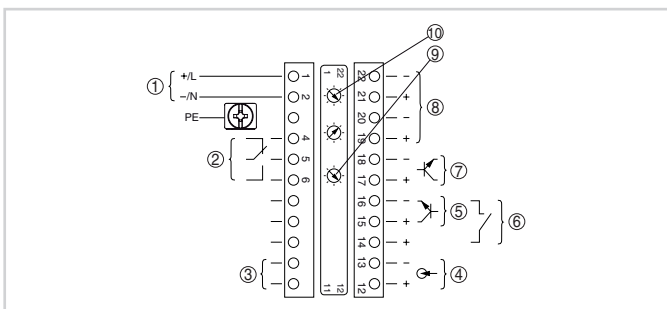 ⑩
⑨
① +/L 1 1 22 22 −
−/N 2 21 + ⑧
PE 20 −
② 4 19 +
5 18 − ⑦
6 17 +
16 − ⑤ ⑥
15 +
14 +
③ 13 − ④
11 12 12 +